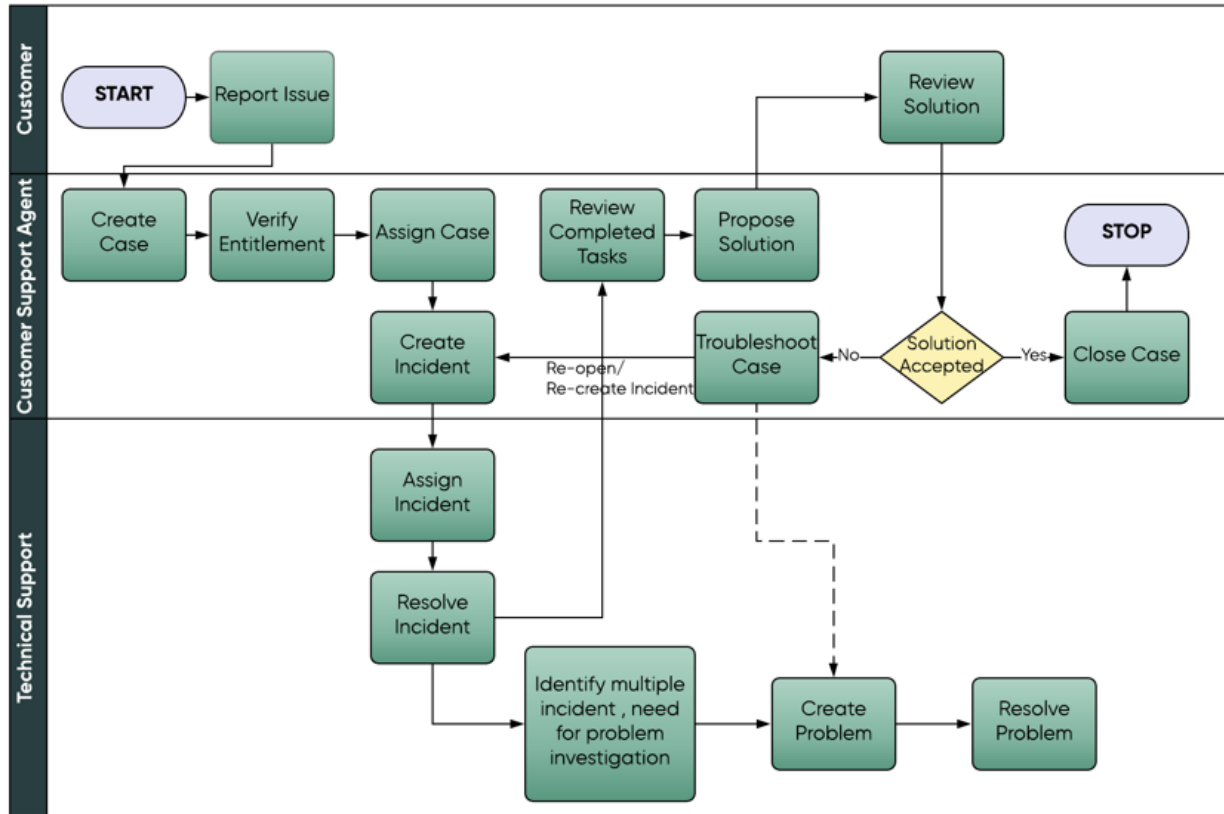 Customer
START
Report Issue
Review
Solution
Customer Support Agent
Create
Case
Verify
Entitlement
Assign Case
Review
Completed
Tasks
Propose
Solution
STOP
Create
Incident
Re-open/
Re-create Incident
Troubleshoot
Case
No
Solution
Accepted
Yes
Close Case
Technical Support
Assign
Incident
Resolve
Incident
Identify multiple
incident , need
for problem
investigation
Create
Problem
Resolve
Problem